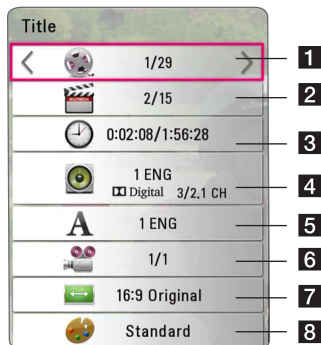 Title
1/29
1
2/15
2
0:02:08/1:56:28
3
1 ENG
Digital 3/2.1 CH
4
A 1 ENG
5
1/1
6
16:9 Original
7
Standard
8